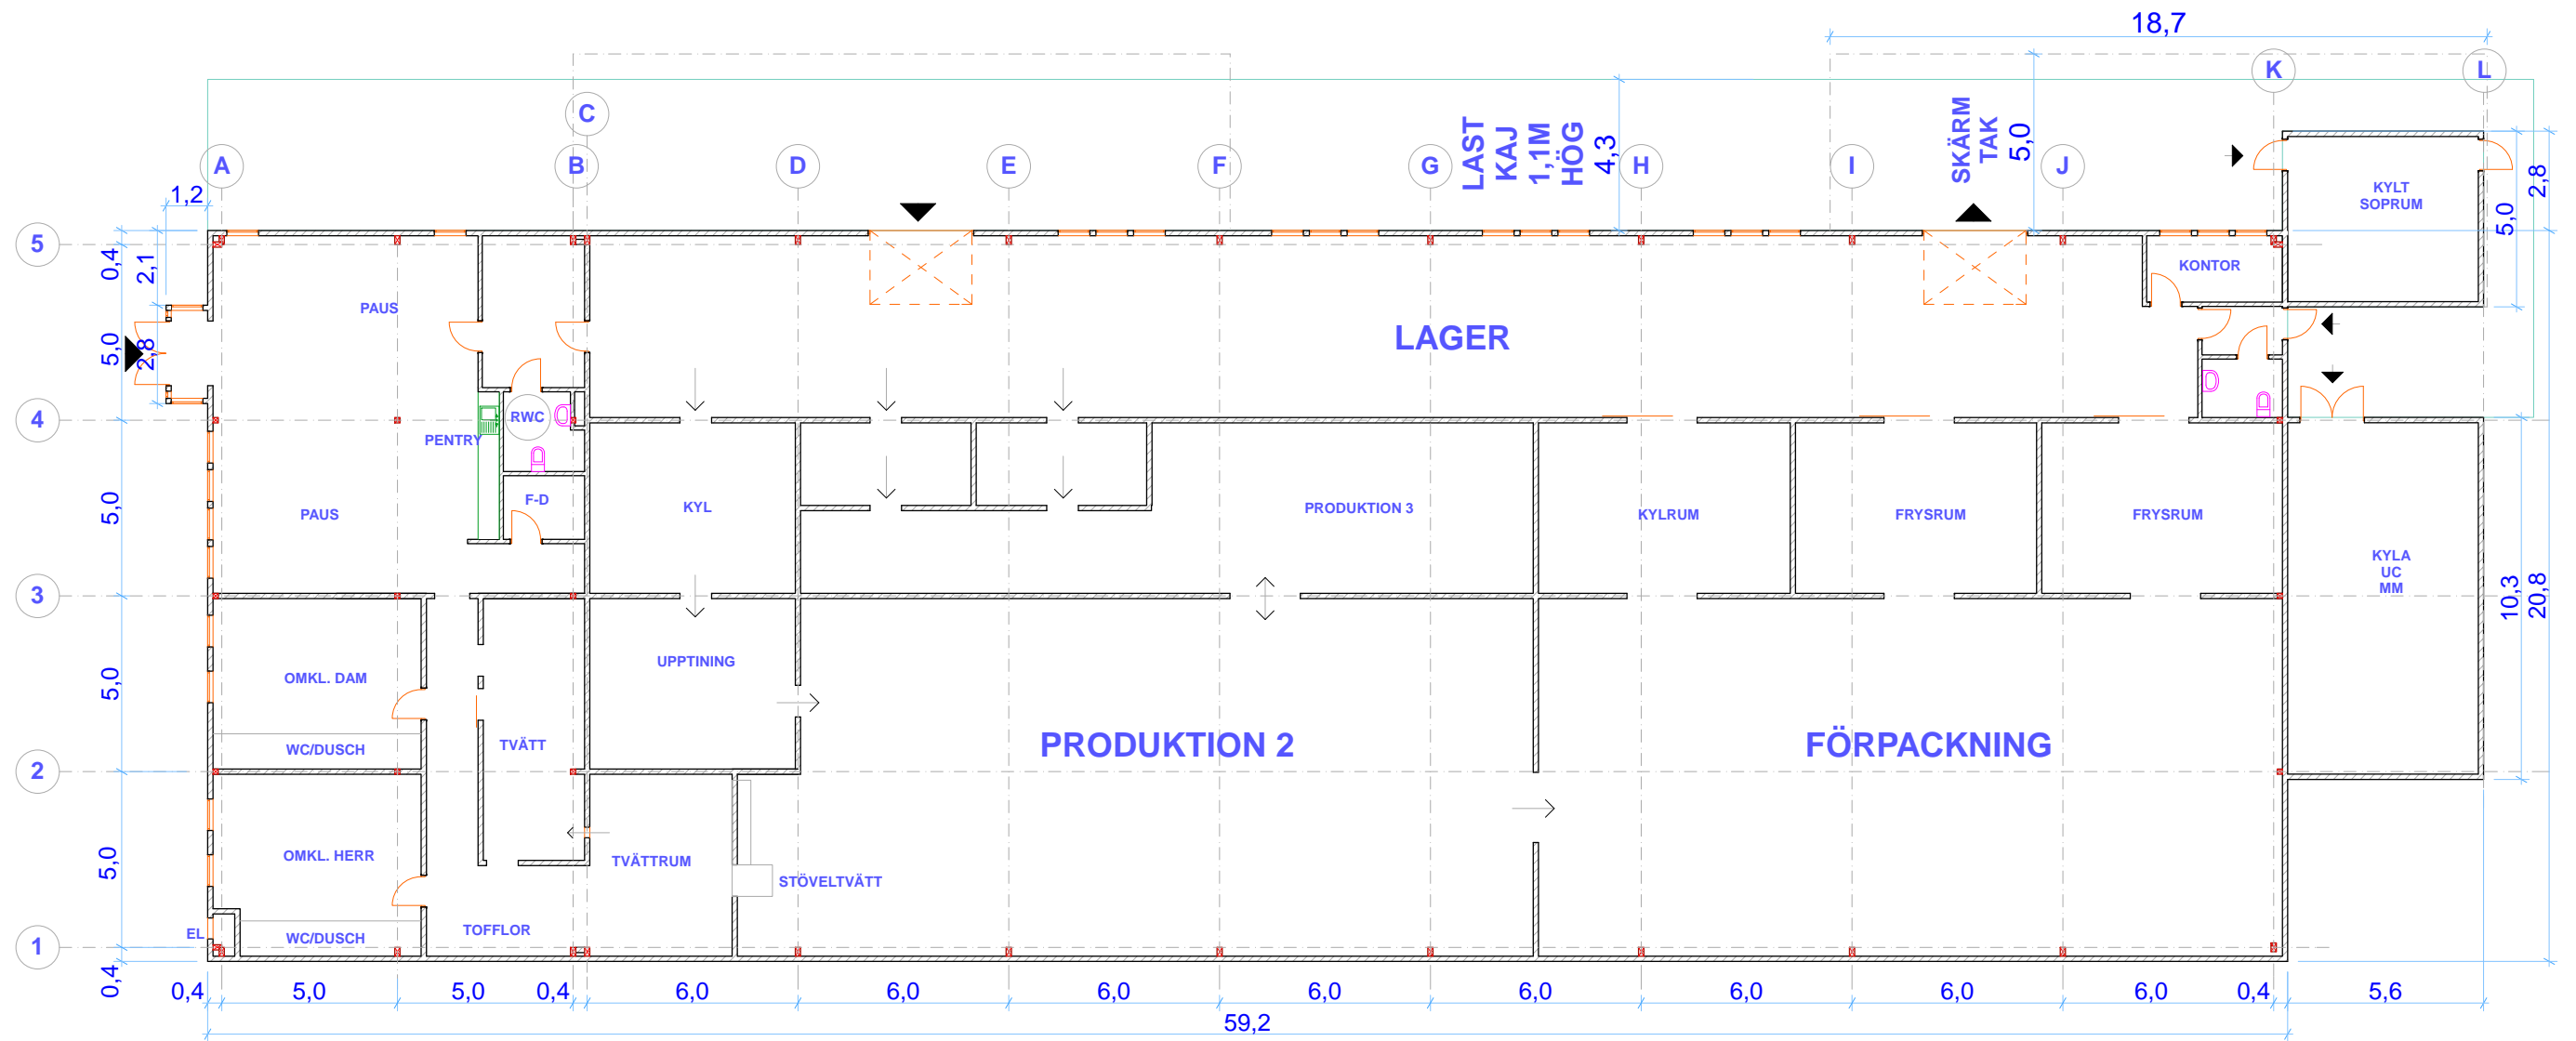 18,7
K
L
C
LAST
KAJ
1,1M
HÖG
4,3
SKÄRM
TAK
5,0
A
B
D
E
F
G
H
I
J
1,2
KYLT
SOPRUM
2,8
5,0
5
0,4
2,1
PAUS
KONTOR
LAGER
5,0
2,8
4
RWC
PENTRY
F-D
5,0
PAUS
KYL
PRODUKTION 3
KYLRUM
FRYSRUM
FRYSRUM
KYLA
UC
MM
10,3
20,8
3
5,0
OMKL. DAM
UPPTINING
WC/DUSCH
TVÄTT
PRODUKTION 2
FÖRPACKNING
2
5,0
OMKL. HERR
TVÄTTRUM
STÖVELTVÄTT
EL
WC/DUSCH
TOFFLOR
1
0,4
0,4
5,0
5,0
0,4
6,0
6,0
6,0
6,0
6,0
6,0
6,0
6,0
0,4
5,6
59,2